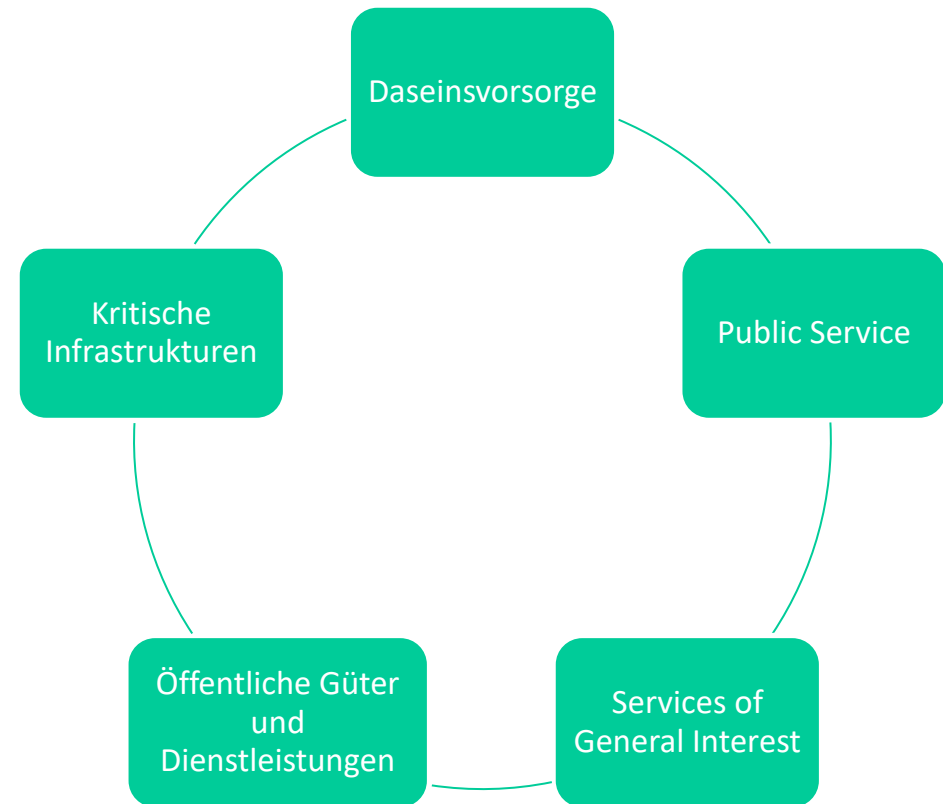 Daseinsvorsorge
Public Service
Services of
General Interest
Öffentliche Güter
und
Dienstleistungen
Kritische
Infrastrukturen